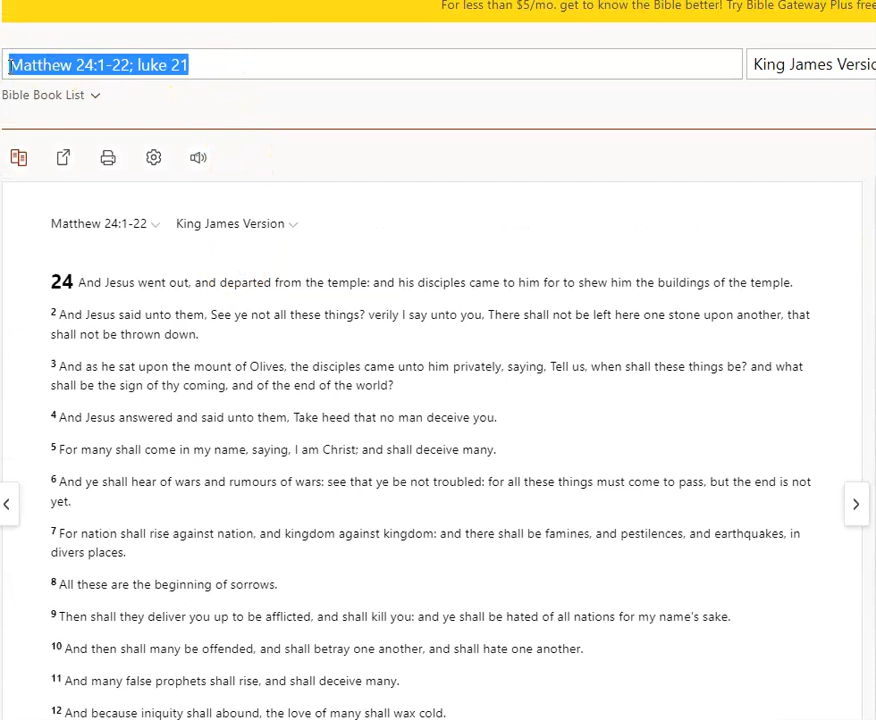 For less than $5/mo. get to know the Bible better! Try Bible Gateway Plus free
Matthew 24:1-22; luke 21
King James Versic
Bible Book List
Matthew 24:1-22 King James Version
24 And Jesus went out, and departed from the temple: and his disciples came to him for to shew him the buildings of the temple.
2 And Jesus said unto them, See ye not all these things? verily I say unto you, There shall not be left here one stone upon another, that
shall not be thrown down.
3 And as he sat upon the mount of Olives, the disciples came unto him privately, saying, Tell us, when shall these things be? and what
shall be the sign of thy coming, and of the end of the world?
4 And Jesus answered and said unto them, Take heed that no man deceive you.
5 For many shall come in my name, saying, I am Christ; and shall deceive many.
6 And ye shall hear of wars and rumours of wars: see that ye be not troubled: for all these things must come to pass, but the end is not
yet.
7 For nation shall rise against nation, and kingdom against kingdom: and there shall be famines, and pestilences, and earthquakes, in
divers places.
8 All these are the beginning of sorrows.
9 Then shall they deliver you up to be afflicted, and shall kill you: and ye shall be hated of all nations for my name's sake.
10 And then shall many be offended, and shall betray one another, and shall hate one another.
11 And many false prophets shall rise, and shall deceive many.
12 And because iniquity shall abound, the love of many shall wax cold.